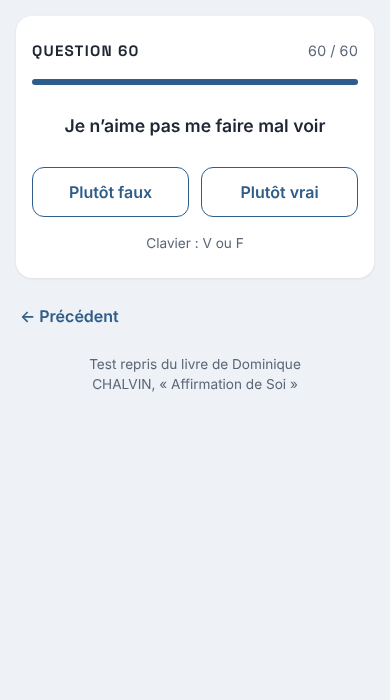 QUESTION 60
60 / 60
Je n’aime pas me faire mal voir
Plutôt faux
Plutôt vrai
Clavier : V ou F
← Précédent
Test repris du livre de Dominique
CHALVIN, « Affirmation de Soi »